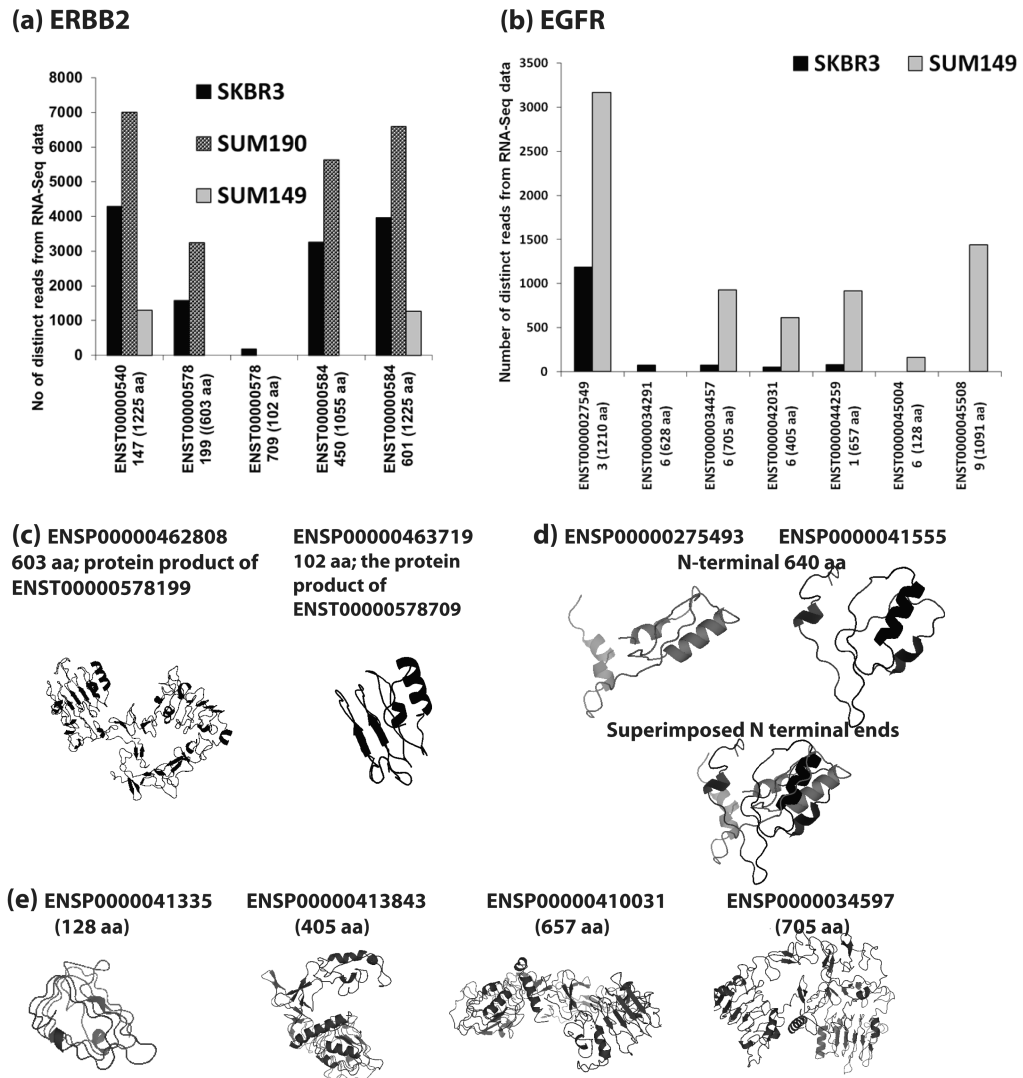 (a) ERBB2
No of distinct reads from RNA-Seq data
8000
7000
6000
5000
4000
3000
2000
1000
0
SKBR3
SUM190
SUM149
ENST00000540
147 (1225 aa)
ENST00000578
199 ((603 aa)
ENST00000578
709 (102 aa)
ENST00000584
450 (1055 aa)
ENST00000584
601 (1225 aa)
(b) EGFR
Number of distinct reads from RNA-Seq data
3500
3000
2500
2000
1500
1000
500
0
SKBR3 SUM149
ENST0000027549
3 (1210 aa)
ENST0000034291
6 (628 aa)
ENST0000034457
6 (705 aa)
ENST0000042031
6 (405 aa)
ENST0000044259
1 (657 aa)
ENST0000045004
6 (128 aa)
ENST0000045508
9 (1091 aa)
(c) ENSP00000462808
603 aa; protein product of
ENST00000578199
ENSP00000463719
102 aa; the protein
product of
ENST00000578709
d) ENSP00000275493 ENSP0000041555
N-terminal 640 aa
Superimposed N terminal ends
(e) ENSP0000041335
(128 aa)
ENSP00000413843
(405 aa)
ENSP00000410031
(657 aa)
ENSP0000034597
(705 aa)